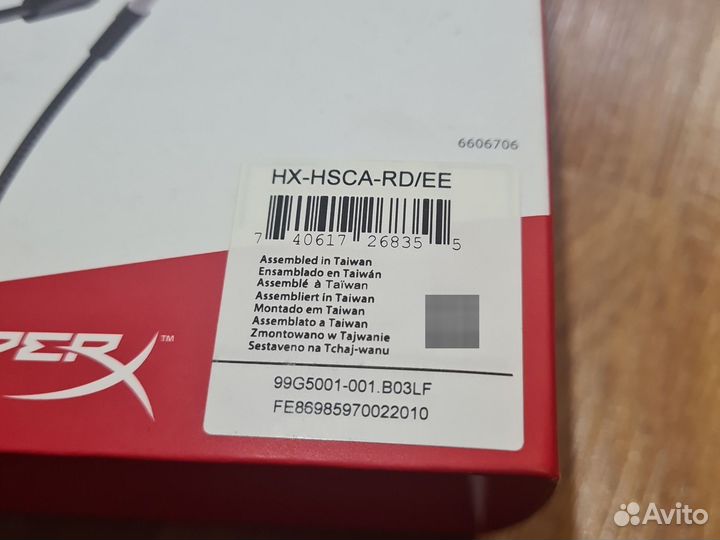 6606706
HX-HSCA-RD/EE
7 40617 26835 5
Assembled in Taiwan
Ensamblado en Taiwán
Assemblé à Taïwan
Assembliert in Taiwan
Montado em Taiwan
Assemblato a Taiwan
Zmontowano w Tajwanie
Sestaveno na Tchaj-wanu
PERX™
99G5001-001.B03LF
FE86985970022010
Avito